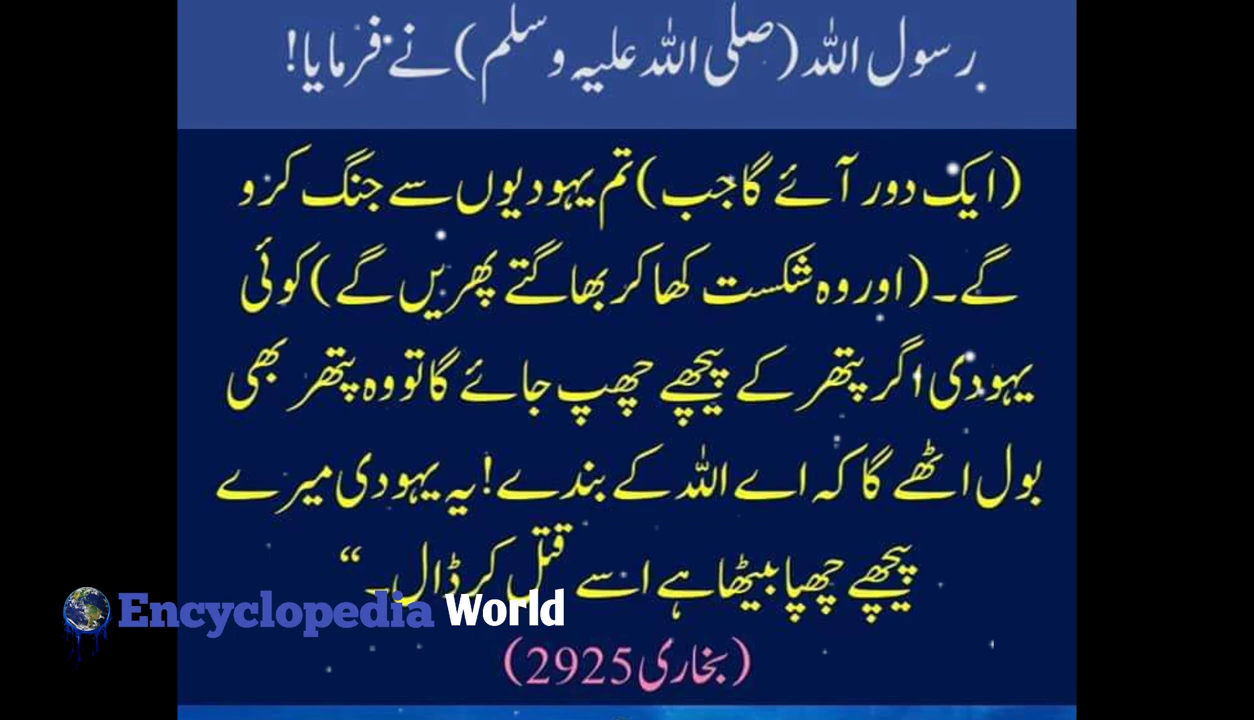 رسول اللہ (صلی اللہ علیہ وسلم) نے فرمایا!
(ایک دور آئے گا جب) تم یہودیوں سے جنگ کرو
گے۔ (اور وہ شکست کھا کر بھاگتے پھریں گے) کوئی
یہودی اگر پتھر کے پیچھے چھپ جائے گا تو وہ پتھر بھی
بول اٹھے گا کہ اے اللہ کے بندے! یہ یہودی میرے
پیچھے چھپا بیٹھا ہے اسے قتل کر ڈال۔“
Encyclopedia World
(بخاری 2925)